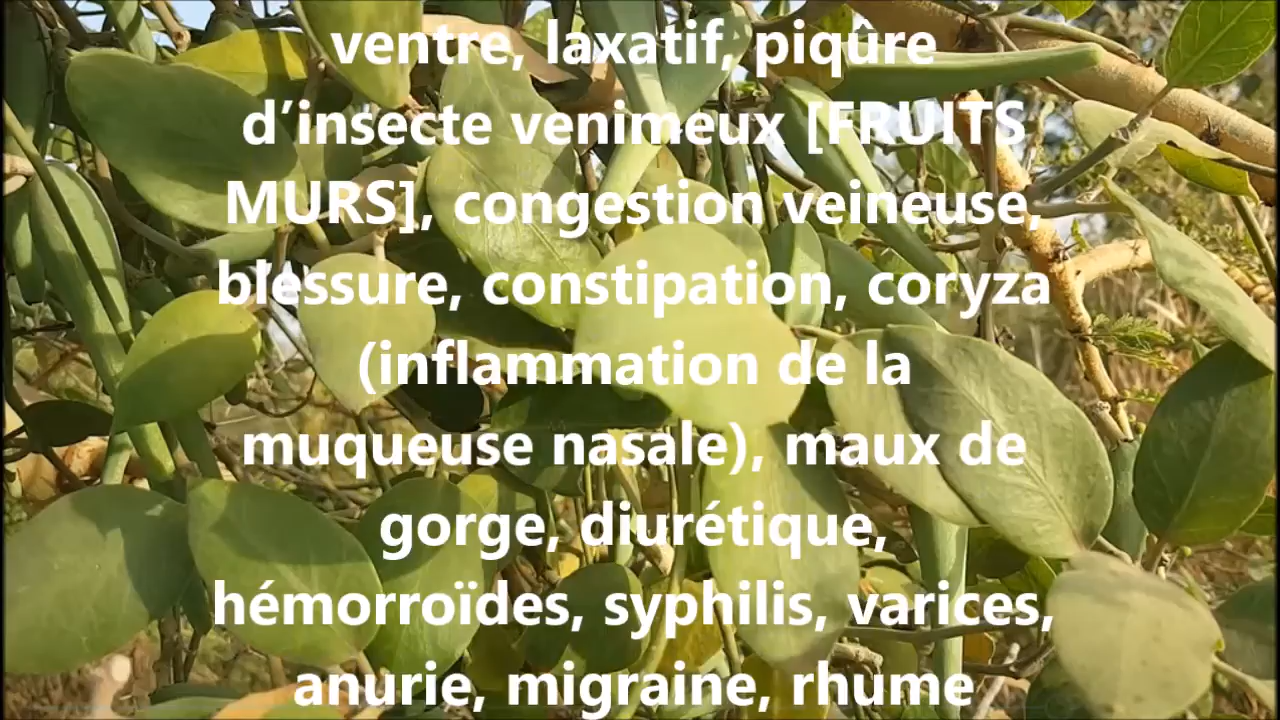 ventre, laxatif, piqûre
d’insecte venimeux [FRUITS
MURS], congestion veineuse,
blessure, constipation, coryza
(inflammation de la
muqueuse nasale), maux de
gorge, diurétique,
hémorroïdes, syphilis, varices,
anurie, migraine, rhume